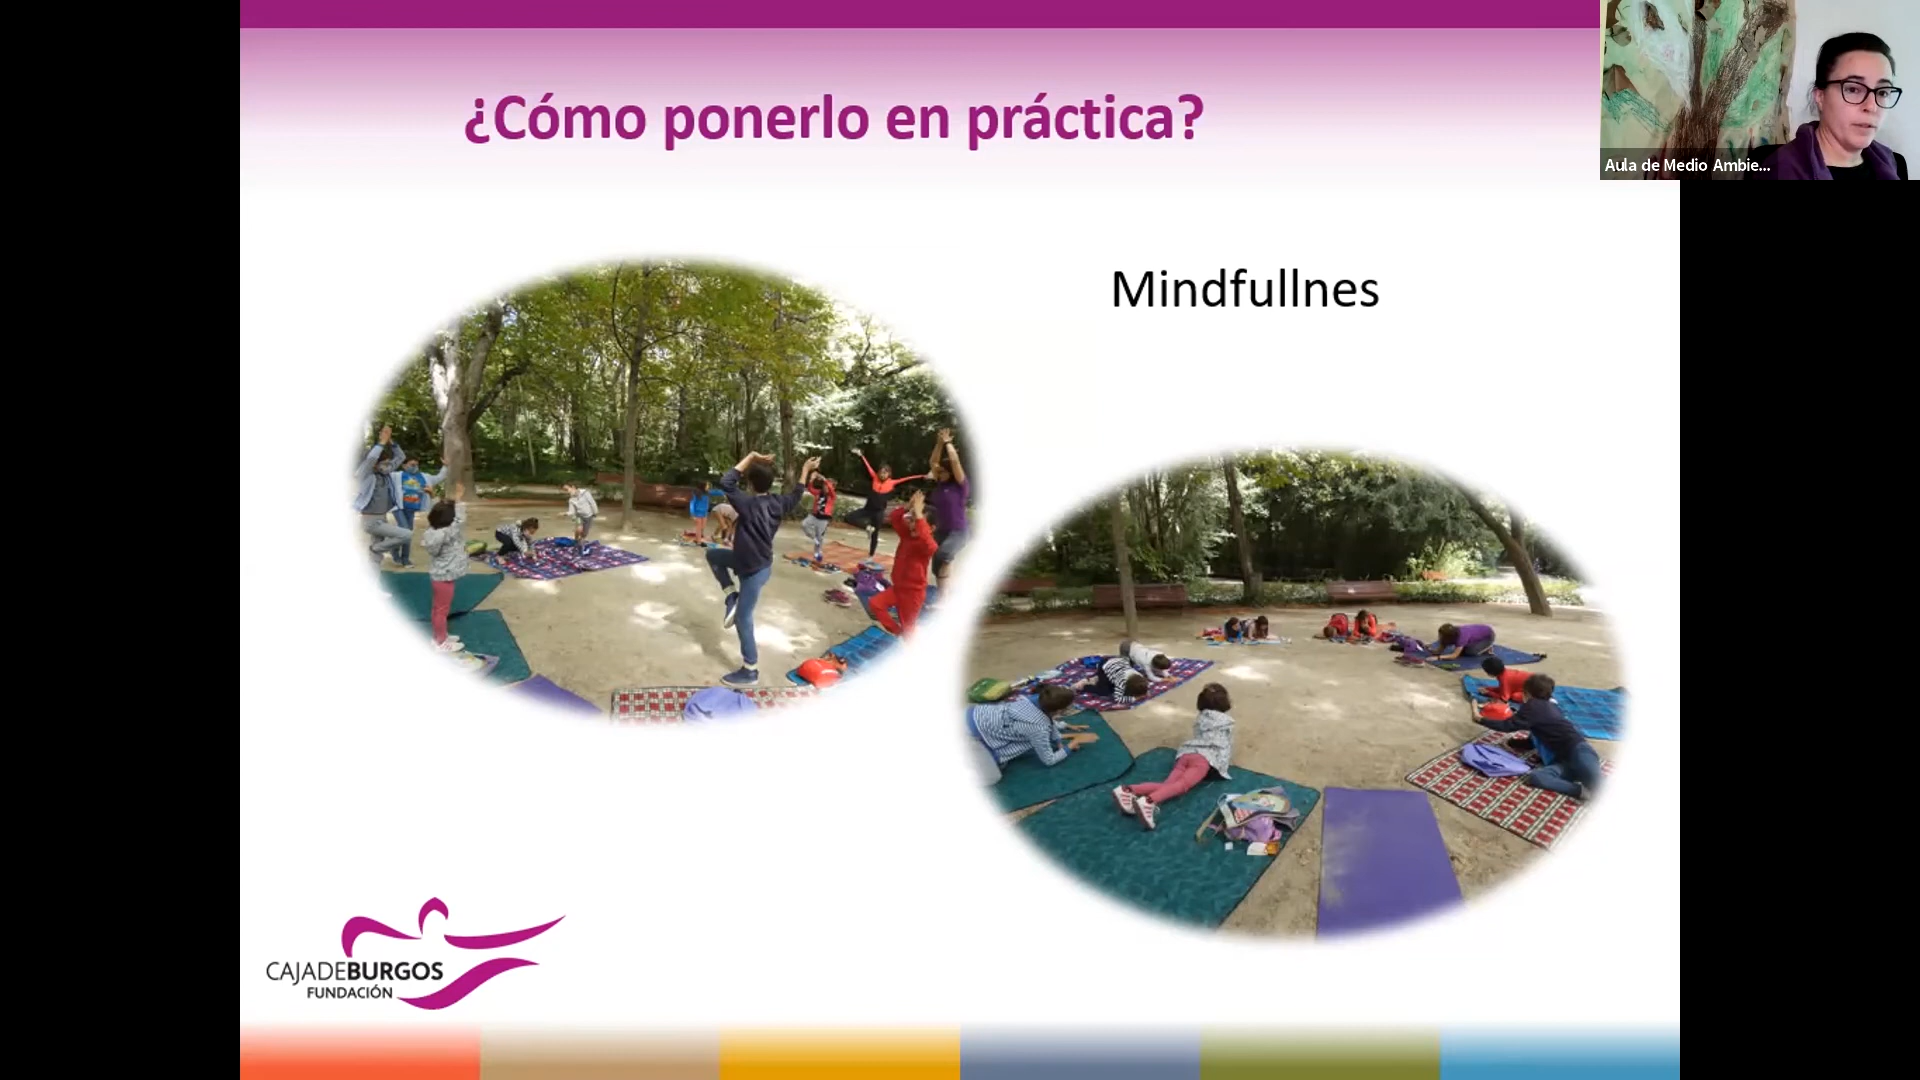 ¿Cómo ponerlo en práctica?
Aula de Medio Ambie...
Mindfullnes
CAJADEBURGOS
FUNDACIÓN